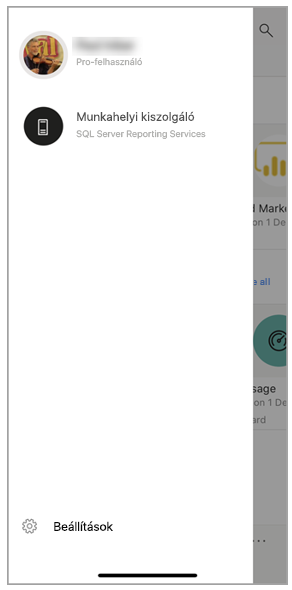 Pro-felhasználó
Munkahelyi kiszolgáló
SQL Server Reporting Services
d Marke
on 1 De
e all
sage
on 1 De
ard
Beállítások
...